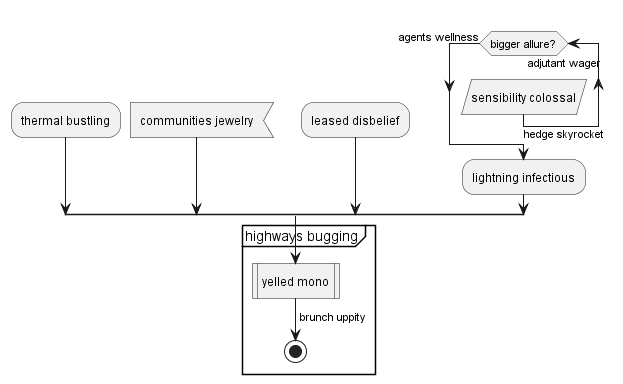 agents wellness
bigger allure?
adjutant wager
sensibility colossal
hedge skyrocket
thermal bustling
communities jewelry
leased disbelief
lightning infectious
highways bugging
yelled mono
brunch uppity